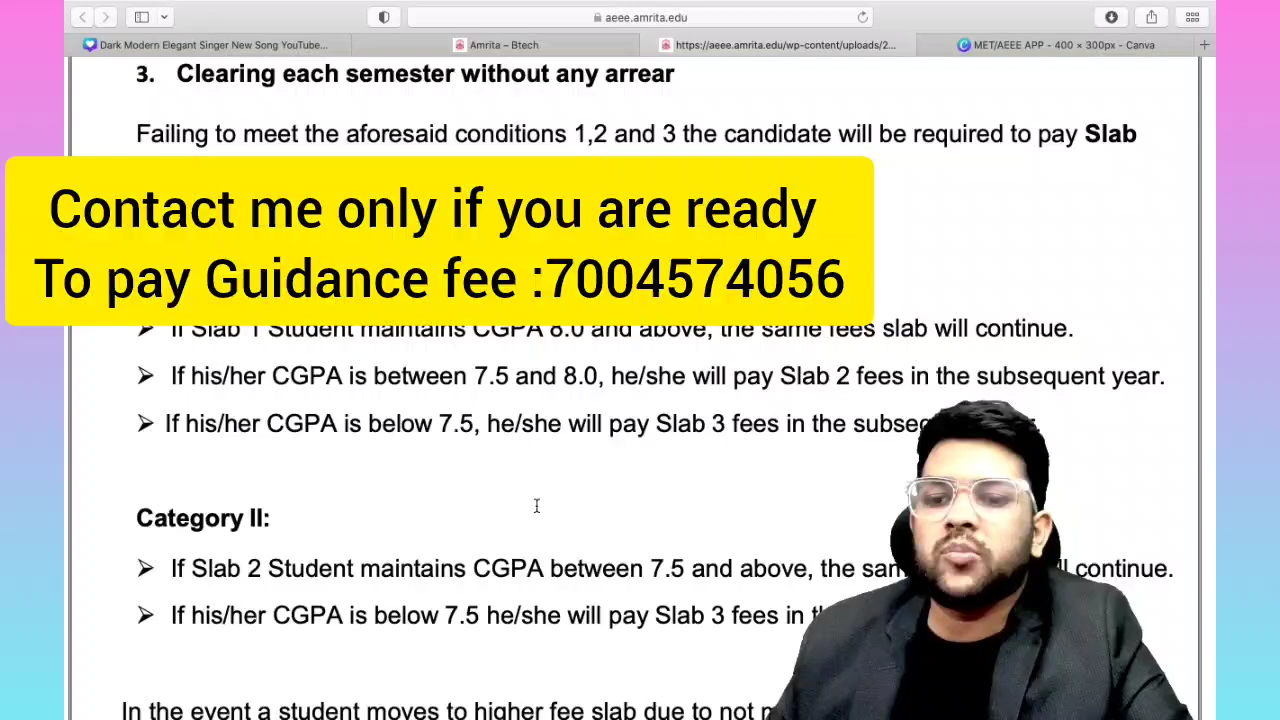 aeee.amrita.edu
Dark Modern Elegant Singer New Song YouTube...
Amrita – Btech
https://aeee.amrita.edu/wp-content/uploads/2...
MET/AEEE APP - 400 × 300px - Canva
3. Clearing each semester without any arrear
Failing to meet the aforesaid conditions 1,2 and 3 the candidate will be required to pay Slab
Contact me only if you are ready
To pay Guidance fee :7004574056
➢ If Slab 1 Student maintains CGPA 8.0 and above, the same fees slab will continue.
➢ If his/her CGPA is between 7.5 and 8.0, he/she will pay Slab 2 fees in the subsequent year.
➢ If his/her CGPA is below 7.5, he/she will pay Slab 3 fees in the
Category II:
➢ If Slab 2 Student maintains CGPA between 7.5 and above, the continue.
➢ If his/her CGPA is below 7.5 he/she will pay Slab 3 fees in
In the event a student moves to higher fee slab due to not